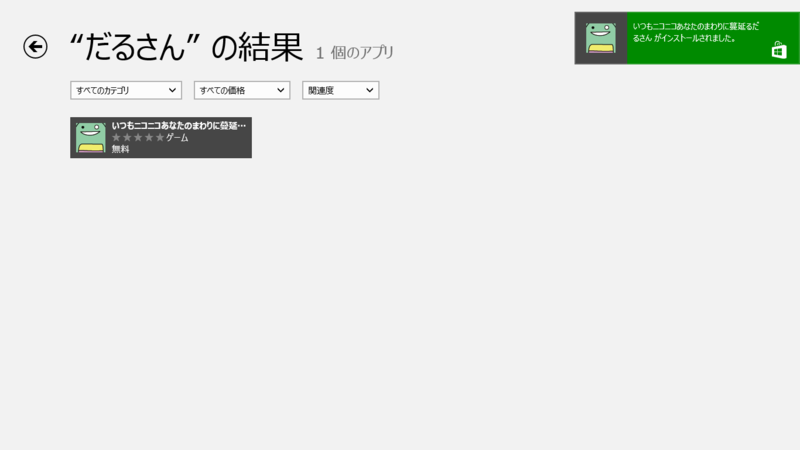 “だるさん” の結果 1 個のアプリ
いつもニコニコあなたのまわりに蔓延るだ
るさん がインストールされました。
すべてのカテゴリ すべての価格 関連度
いつもニコニコあなたのまわりに蔓延…
★★★★★ゲーム
無料